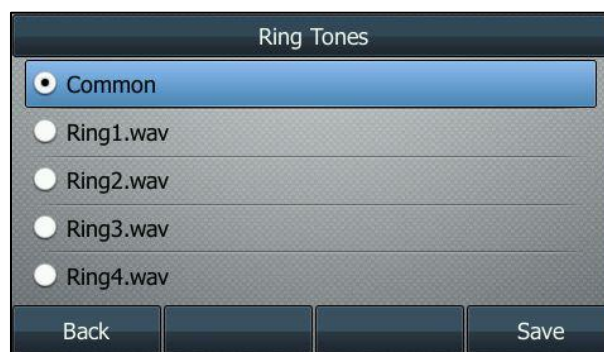 Ring Tones
Common
Ring1.wav
Ring2.wav
Ring3.wav
Ring4.wav
Back Save